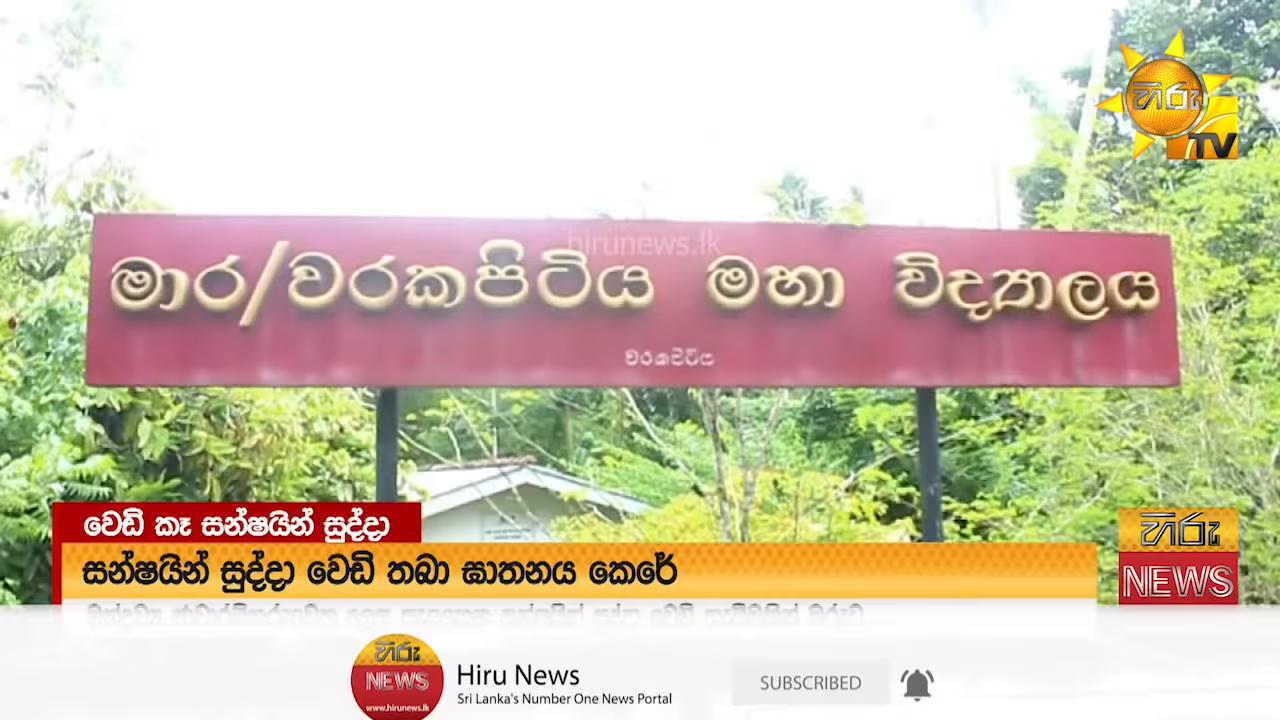 හිරු
TV
hirunews.lk
මාර/වරකපිටිය මහා විද්‍යාලය
වරකපිටිය
වෙඩි කෑ සන්ෂයින් සුද්දා
සන්ෂයින් සුද්දා වෙඩි තබා ඝාතනය කෙරේ
හිරු
NEWS
හිරු
NEWS
www.hirunews.lk
Hiru News
Sri Lanka's Number One News Portal
SUBSCRIBED